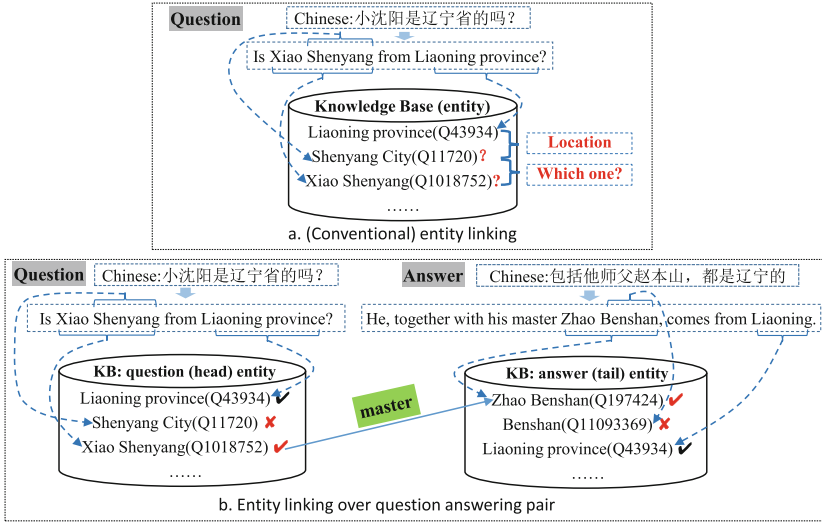 Question
Chinese:小沈阳是辽宁省的吗?
Is Xiao Shenyang from Liaoning province?
Knowledge Base (entity)
Liaoning province(Q43934)
Shenyang City(Q11720)?
Xiao Shenyang(Q1018752)?
......
Location
Which one?
a. (Conventional) entity linking
Question
Chinese:小沈阳是辽宁省的吗?
Is Xiao Shenyang from Liaoning province?
KB: question (head) entity
Liaoning province(Q43934) ✔
Shenyang City(Q11720) ✘
Xiao Shenyang(Q1018752) ✔
......
master
Answer
Chinese:包括他师父赵本山，都是辽宁的
He, together with his master Zhao Benshan, comes from Liaoning.
KB: answer (tail) entity
Zhao Benshan(Q197424) ✔
Benshan(Q11093369) ✘
Liaoning province(Q43934) ✔
......
b. Entity linking over question answering pair